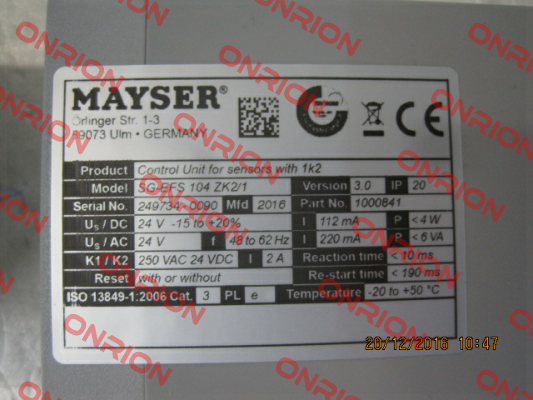 MAYSER®
Örlinger Str. 1-3
89073 Ulm • GERMANY
Product Control Unit for sensors with 1k2
Model SG-EFS 104 ZK2/1 Version 3.0 IP 20
Serial No. 249734-0090 Mfd 2016 Part No. 1000841
US / DC 24 V -15 to +20% I 112 mA P < 4 W
US / AC 24 V f 48 to 62 Hz I 220 mA P < 6 VA
K1 / K2 250 VAC 24 VDC I 2 A Reaction time < 10 ms
Reset with or without Re-start time < 190 ms
ISO 13849-1:2006 Cat. 3 PL e Temperature -20 to +50 °C
20/12/2016 10:47
ONRION